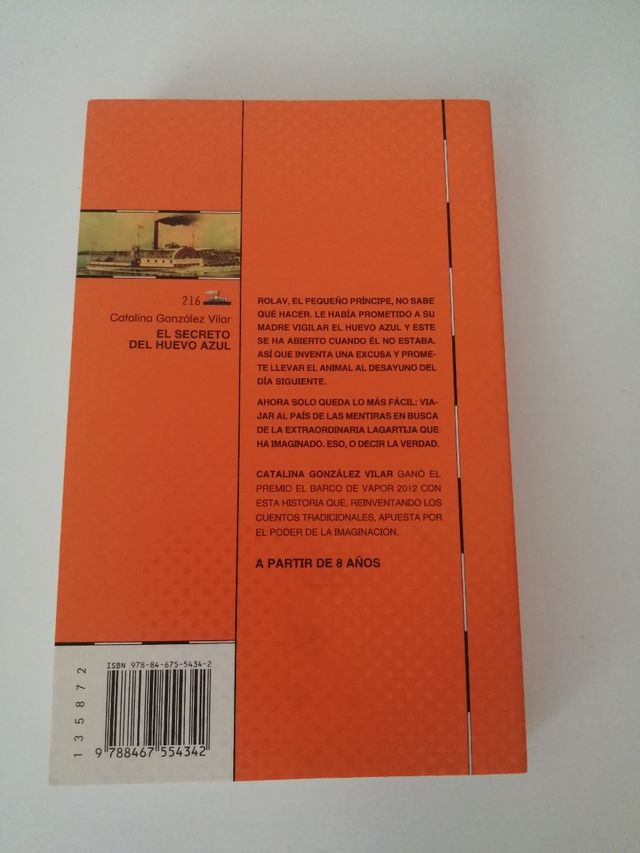 216
Catalina González Vilar
EL SECRETO
DEL HUEVO AZUL
ROLAV, EL PEQUEÑO PRÍNCIPE, NO SABE
QUÉ HACER. LE HABÍA PROMETIDO A SU
MADRE VIGILAR EL HUEVO AZUL Y ESTE
SE HA ABIERTO CUANDO ÉL NO ESTABA.
ASÍ QUE INVENTA UNA EXCUSA Y PROME-
TE LLEVAR EL ANIMAL AL DESAYUNO DEL
DÍA SIGUIENTE.
AHORA SOLO QUEDA LO MÁS FÁCIL: VIA-
JAR AL PAÍS DE LAS MENTIRAS EN BUSCA
DE LA EXTRAORDINARIA LAGARTIJA QUE
HA IMAGINADO. ESO, O DECIR LA VERDAD.
CATALINA GONZÁLEZ VILAR GANÓ EL
PREMIO EL BARCO DE VAPOR 2012 CON
ESTA HISTORIA QUE, REINVENTANDO LOS
CUENTOS TRADICIONALES, APUESTA POR
EL PODER DE LA IMAGINACIÓN.
A PARTIR DE 8 AÑOS
135872
ISBN 978-84-675-5434-2
9 788467 554342